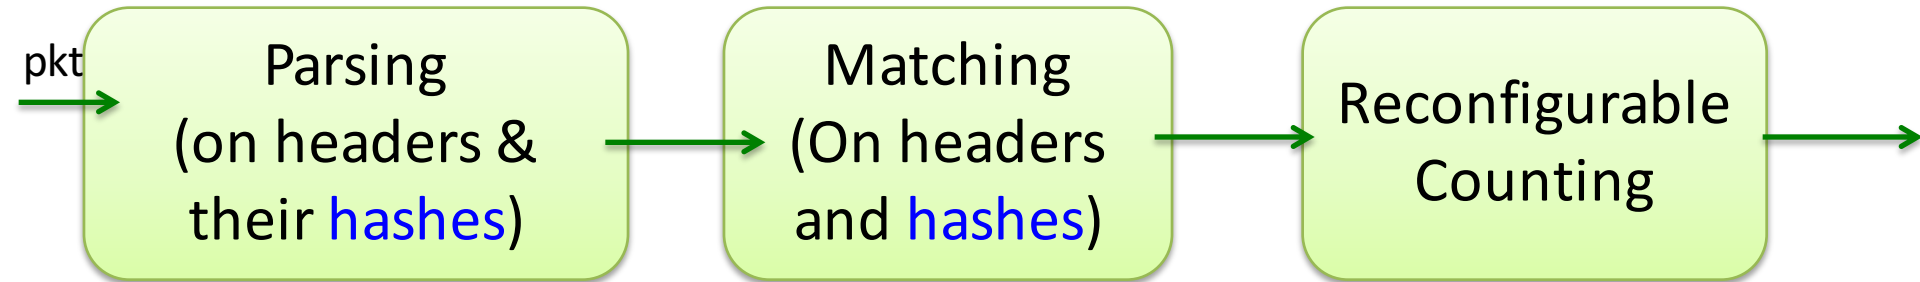 pkt
Parsing
(on headers &
their hashes)
Matching
(On headers
and hashes)
Reconfigurable
Counting